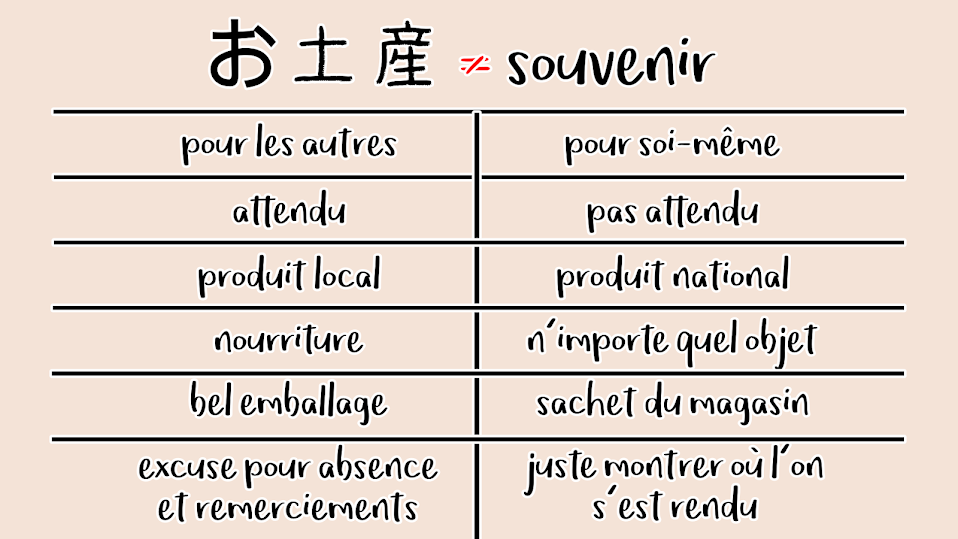 お土産 ≠ souvenir
pour les autres
pour soi-même
attendu
pas attendu
produit local
produit national
nourriture
n'importe quel objet
bel emballage
sachet du magasin
excuse pour absence
et remerciements
juste montrer où l'on
s'est rendu